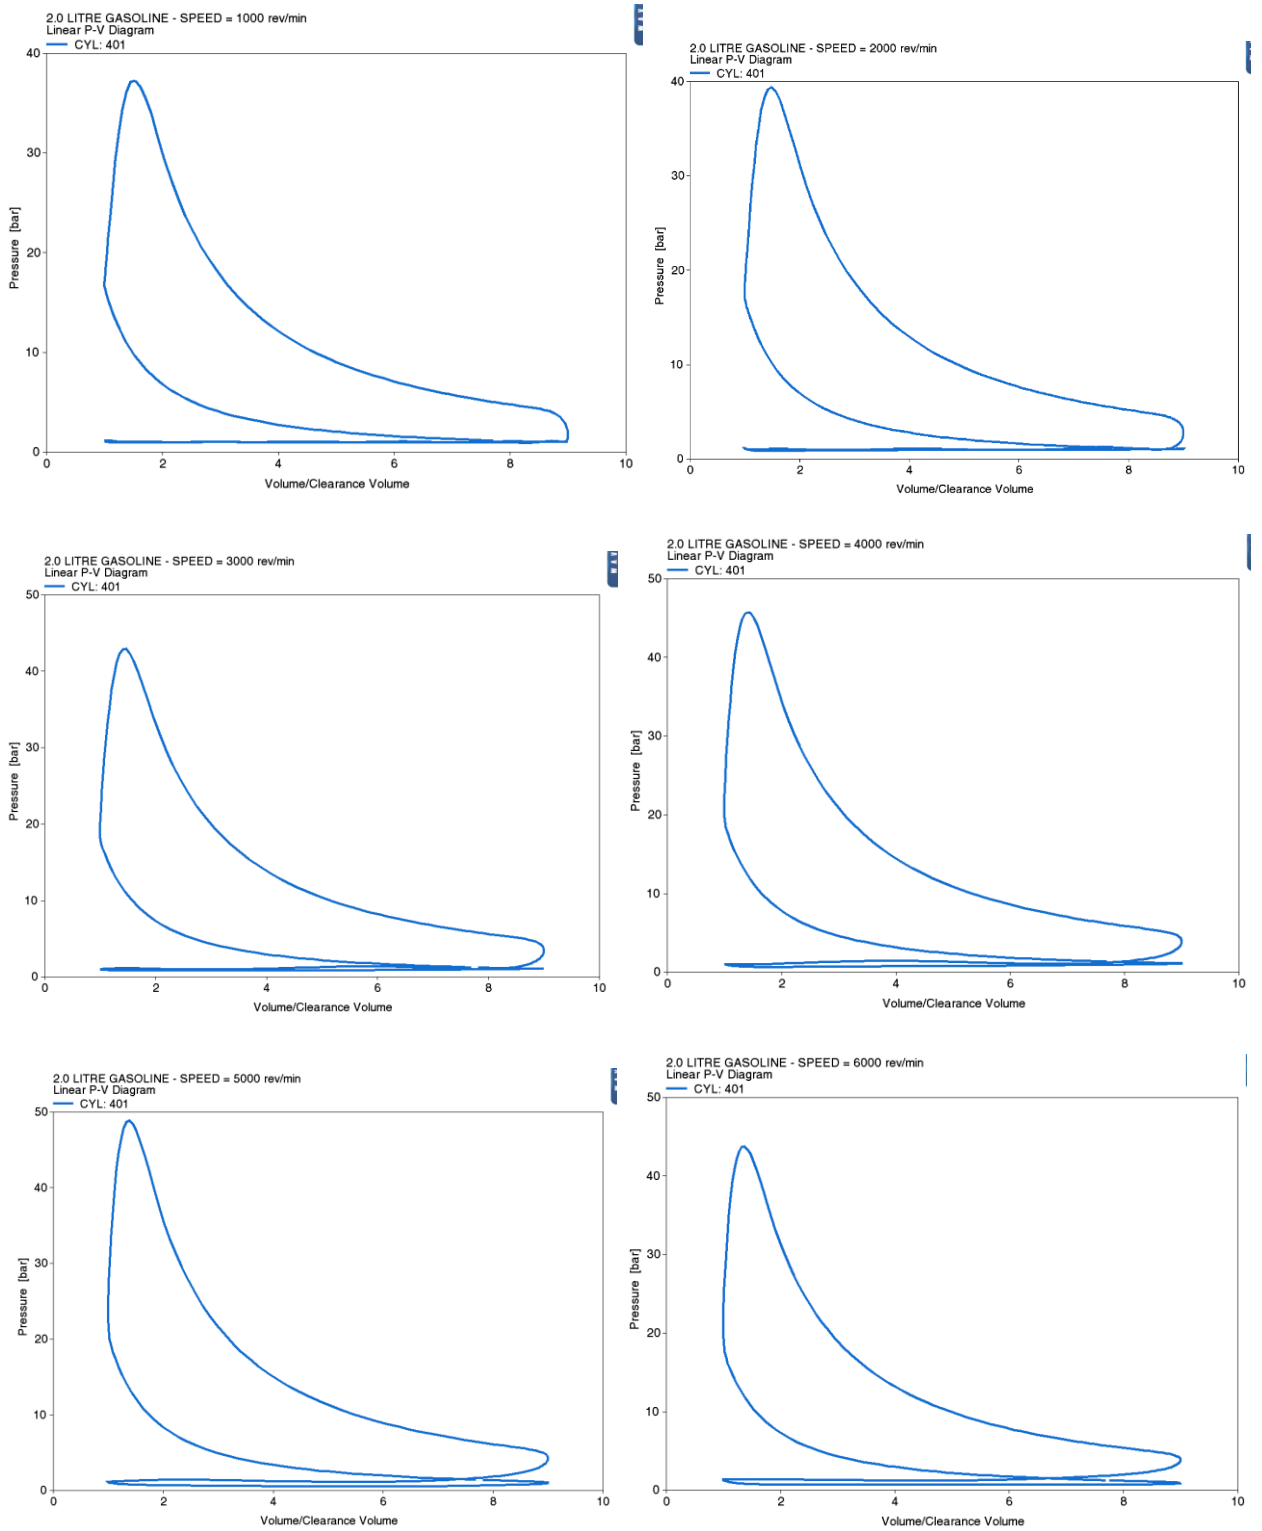 2.0 LITRE GASOLINE - SPEED = 1000 rev/min
Linear P-V Diagram
CYL: 401
40
30
20
10
0
Pressure [bar]
0 2 4 6 8 10
Volume/Clearance Volume
2.0 LITRE GASOLINE - SPEED = 2000 rev/min
Linear P-V Diagram
CYL: 401
40
30
20
10
0
Pressure [bar]
0 2 4 6 8 10
Volume/Clearance Volume
2.0 LITRE GASOLINE - SPEED = 3000 rev/min
Linear P-V Diagram
CYL: 401
50
40
30
20
10
0
Pressure [bar]
0 2 4 6 8 10
Volume/Clearance Volume
2.0 LITRE GASOLINE - SPEED = 4000 rev/min
Linear P-V Diagram
CYL: 401
50
40
30
20
10
0
Pressure [bar]
0 2 4 6 8 10
Volume/Clearance Volume
2.0 LITRE GASOLINE - SPEED = 5000 rev/min
Linear P-V Diagram
CYL: 401
50
40
30
20
10
0
Pressure [bar]
0 2 4 6 8 10
Volume/Clearance Volume
2.0 LITRE GASOLINE - SPEED = 6000 rev/min
Linear P-V Diagram
CYL: 401
50
40
30
20
10
0
Pressure [bar]
0 2 4 6 8 10
Volume/Clearance Volume